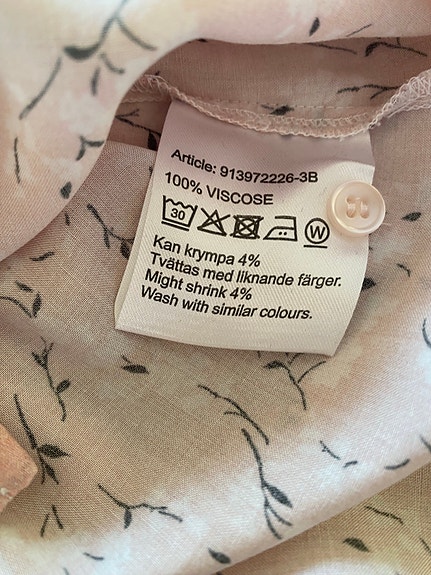 Article: 913972226-3B
100% VISCOSE
30 W
Kan krympa 4%
Tvättas med liknande färger.
Might shrink 4%
Wash with similar colours.